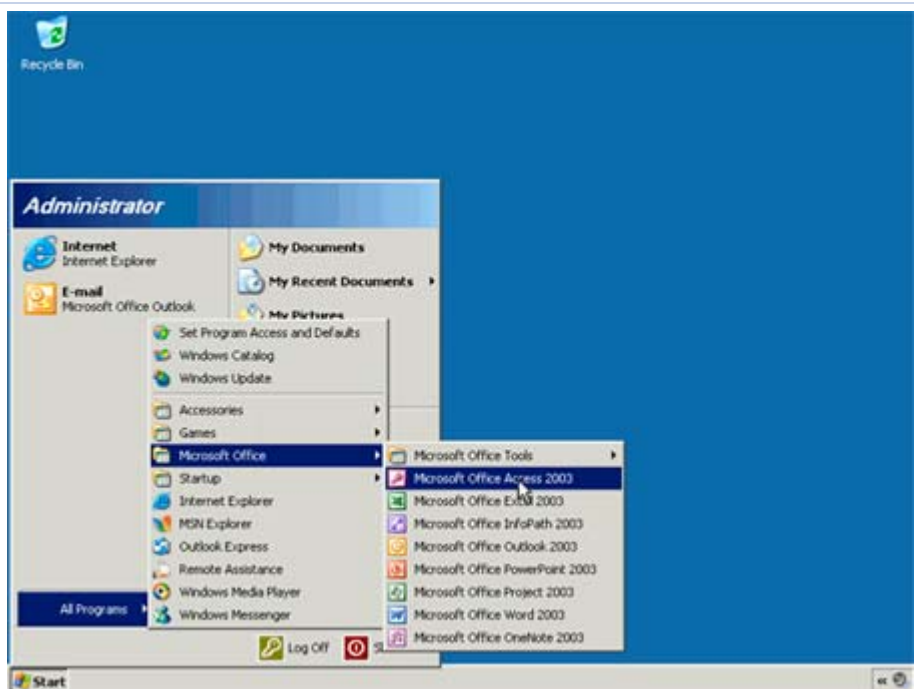 Recycle Bin
Administrator
Internet
Internet Explorer
E-mail
Microsoft Office Outlook
My Documents
My Recent Documents
My Pictures
Set Program Access and Defaults
Windows Catalog
Windows Update
Accessories
Games
Microsoft Office
Startup
Internet Explorer
MSN Explorer
Outlook Express
Remote Assistance
Windows Media Player
Windows Messenger
Microsoft Office Tools
Microsoft Office Access 2003
Microsoft Office Excel 2003
Microsoft Office InfoPath 2003
Microsoft Office Outlook 2003
Microsoft Office PowerPoint 2003
Microsoft Office Project 2003
Microsoft Office Word 2003
Microsoft Office OneNote 2003
All Programs
Log Off
Start